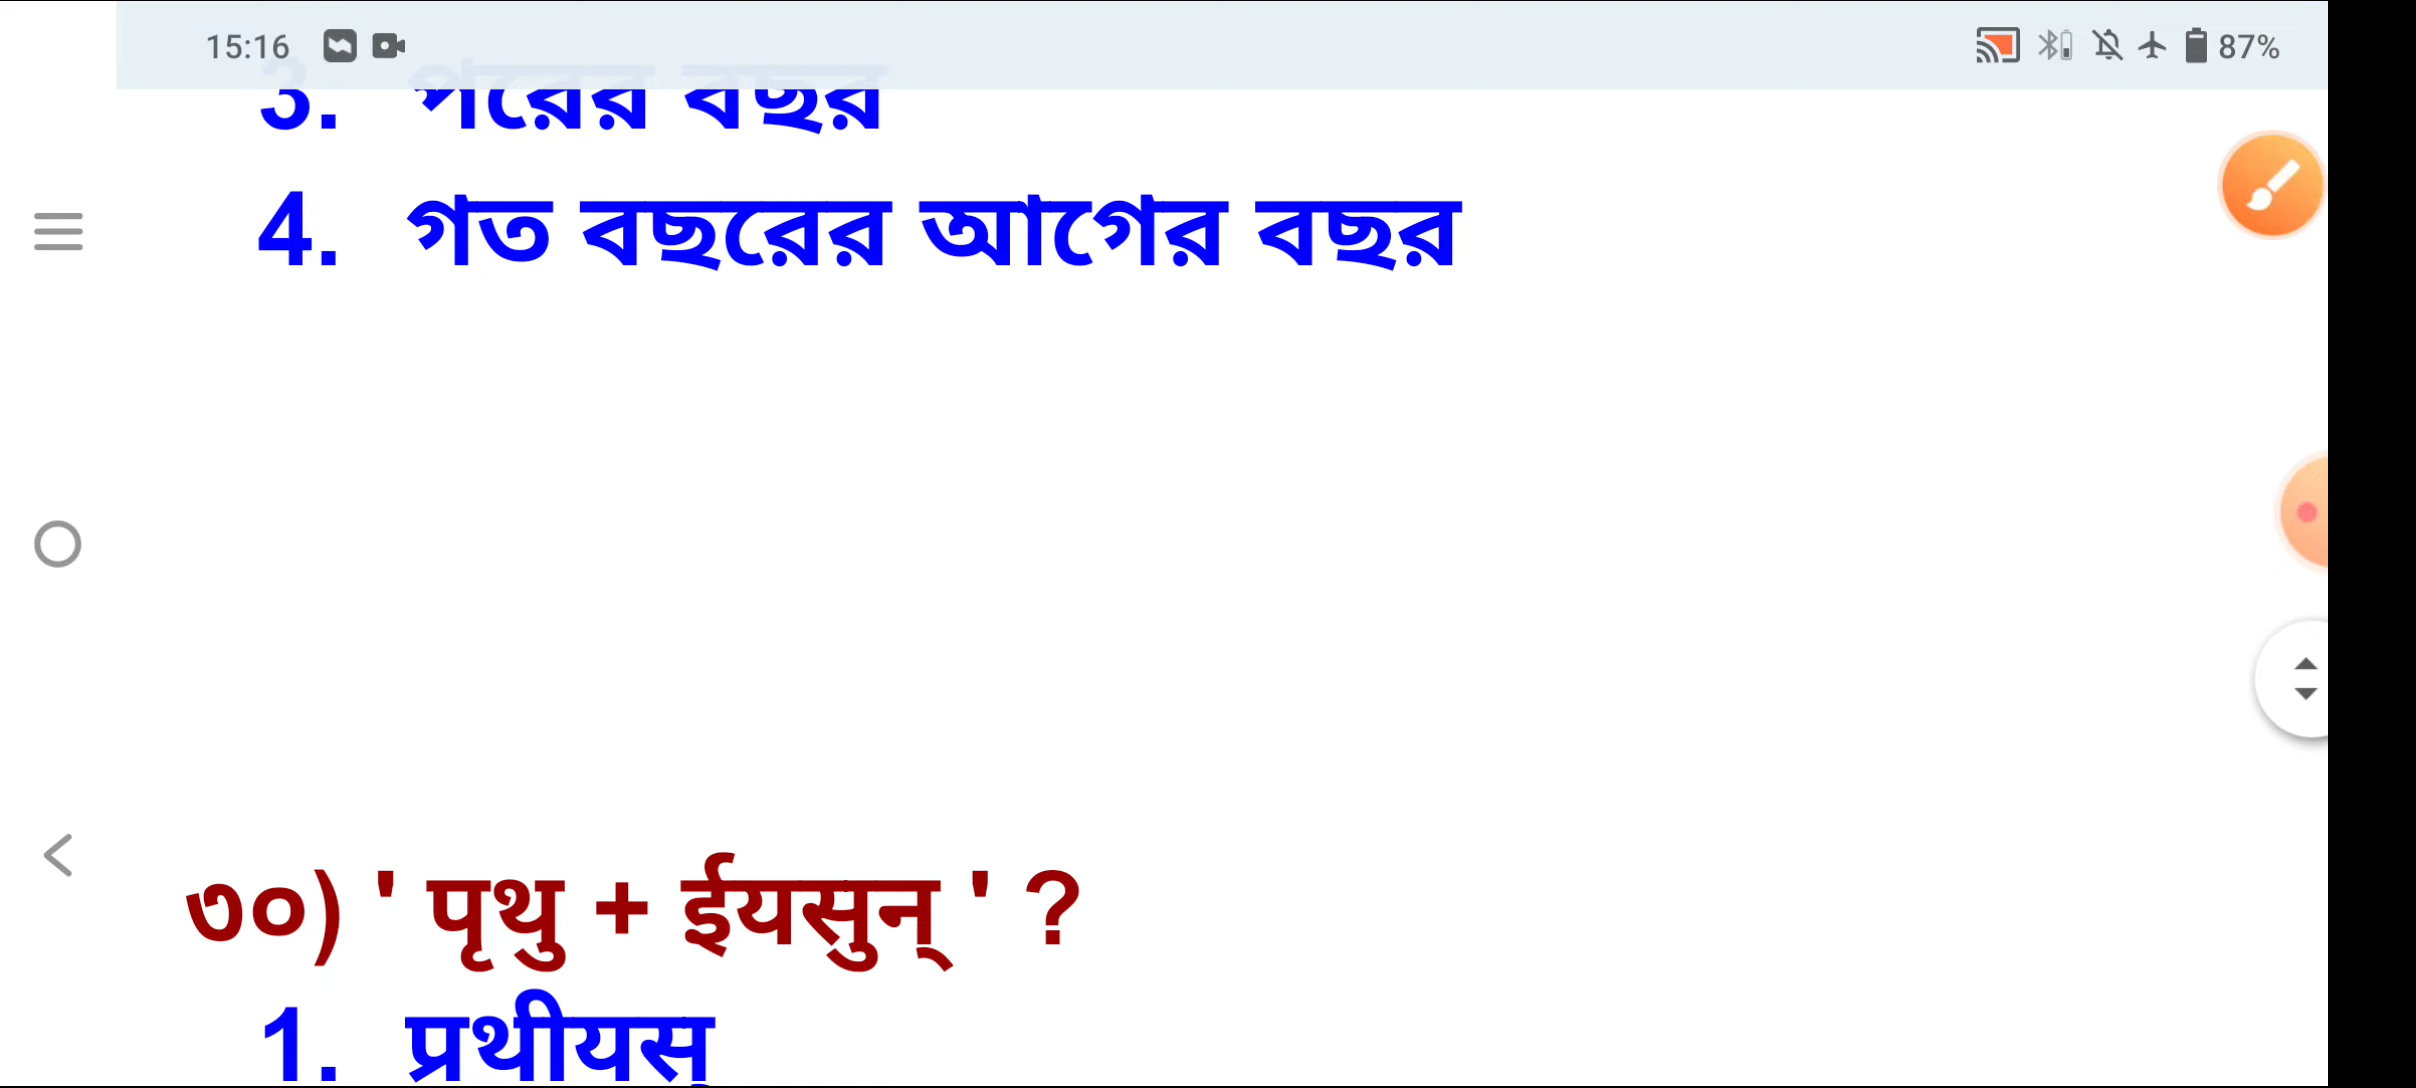 15:16 87%
3. পরের বছর
4. গত বছরের আগের বছর
৩০) ' पृथु + ईयसुन् ' ?
1. प्रथीयस्